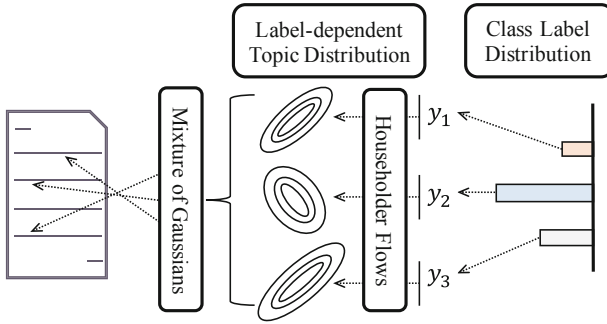 Label-dependent
Topic Distribution
Class Label
Distribution
Mixture of Gaussians
Householder Flows
y₁
y₂
y₃